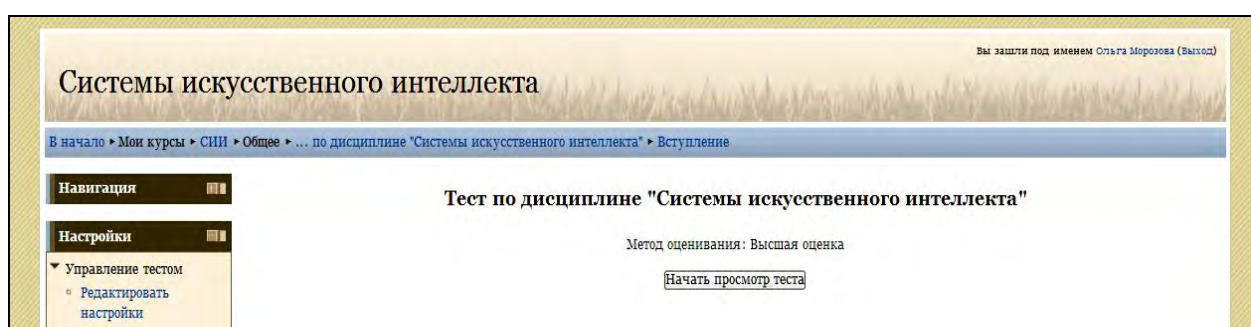 Вы зашли под именем Ольга Морозова (Выход)
Системы искусственного интеллекта
В начало ▸ Мои курсы ▸ СИИ ▸ Общее ▸ ... по дисциплине "Системы искусственного интеллекта" ▸ Вступление
Навигация
Тест по дисциплине "Системы искусственного интеллекта"
Настройки
Метод оценивания: Высшая оценка
Управление тестом
Начать просмотр теста
Редактировать
настройки